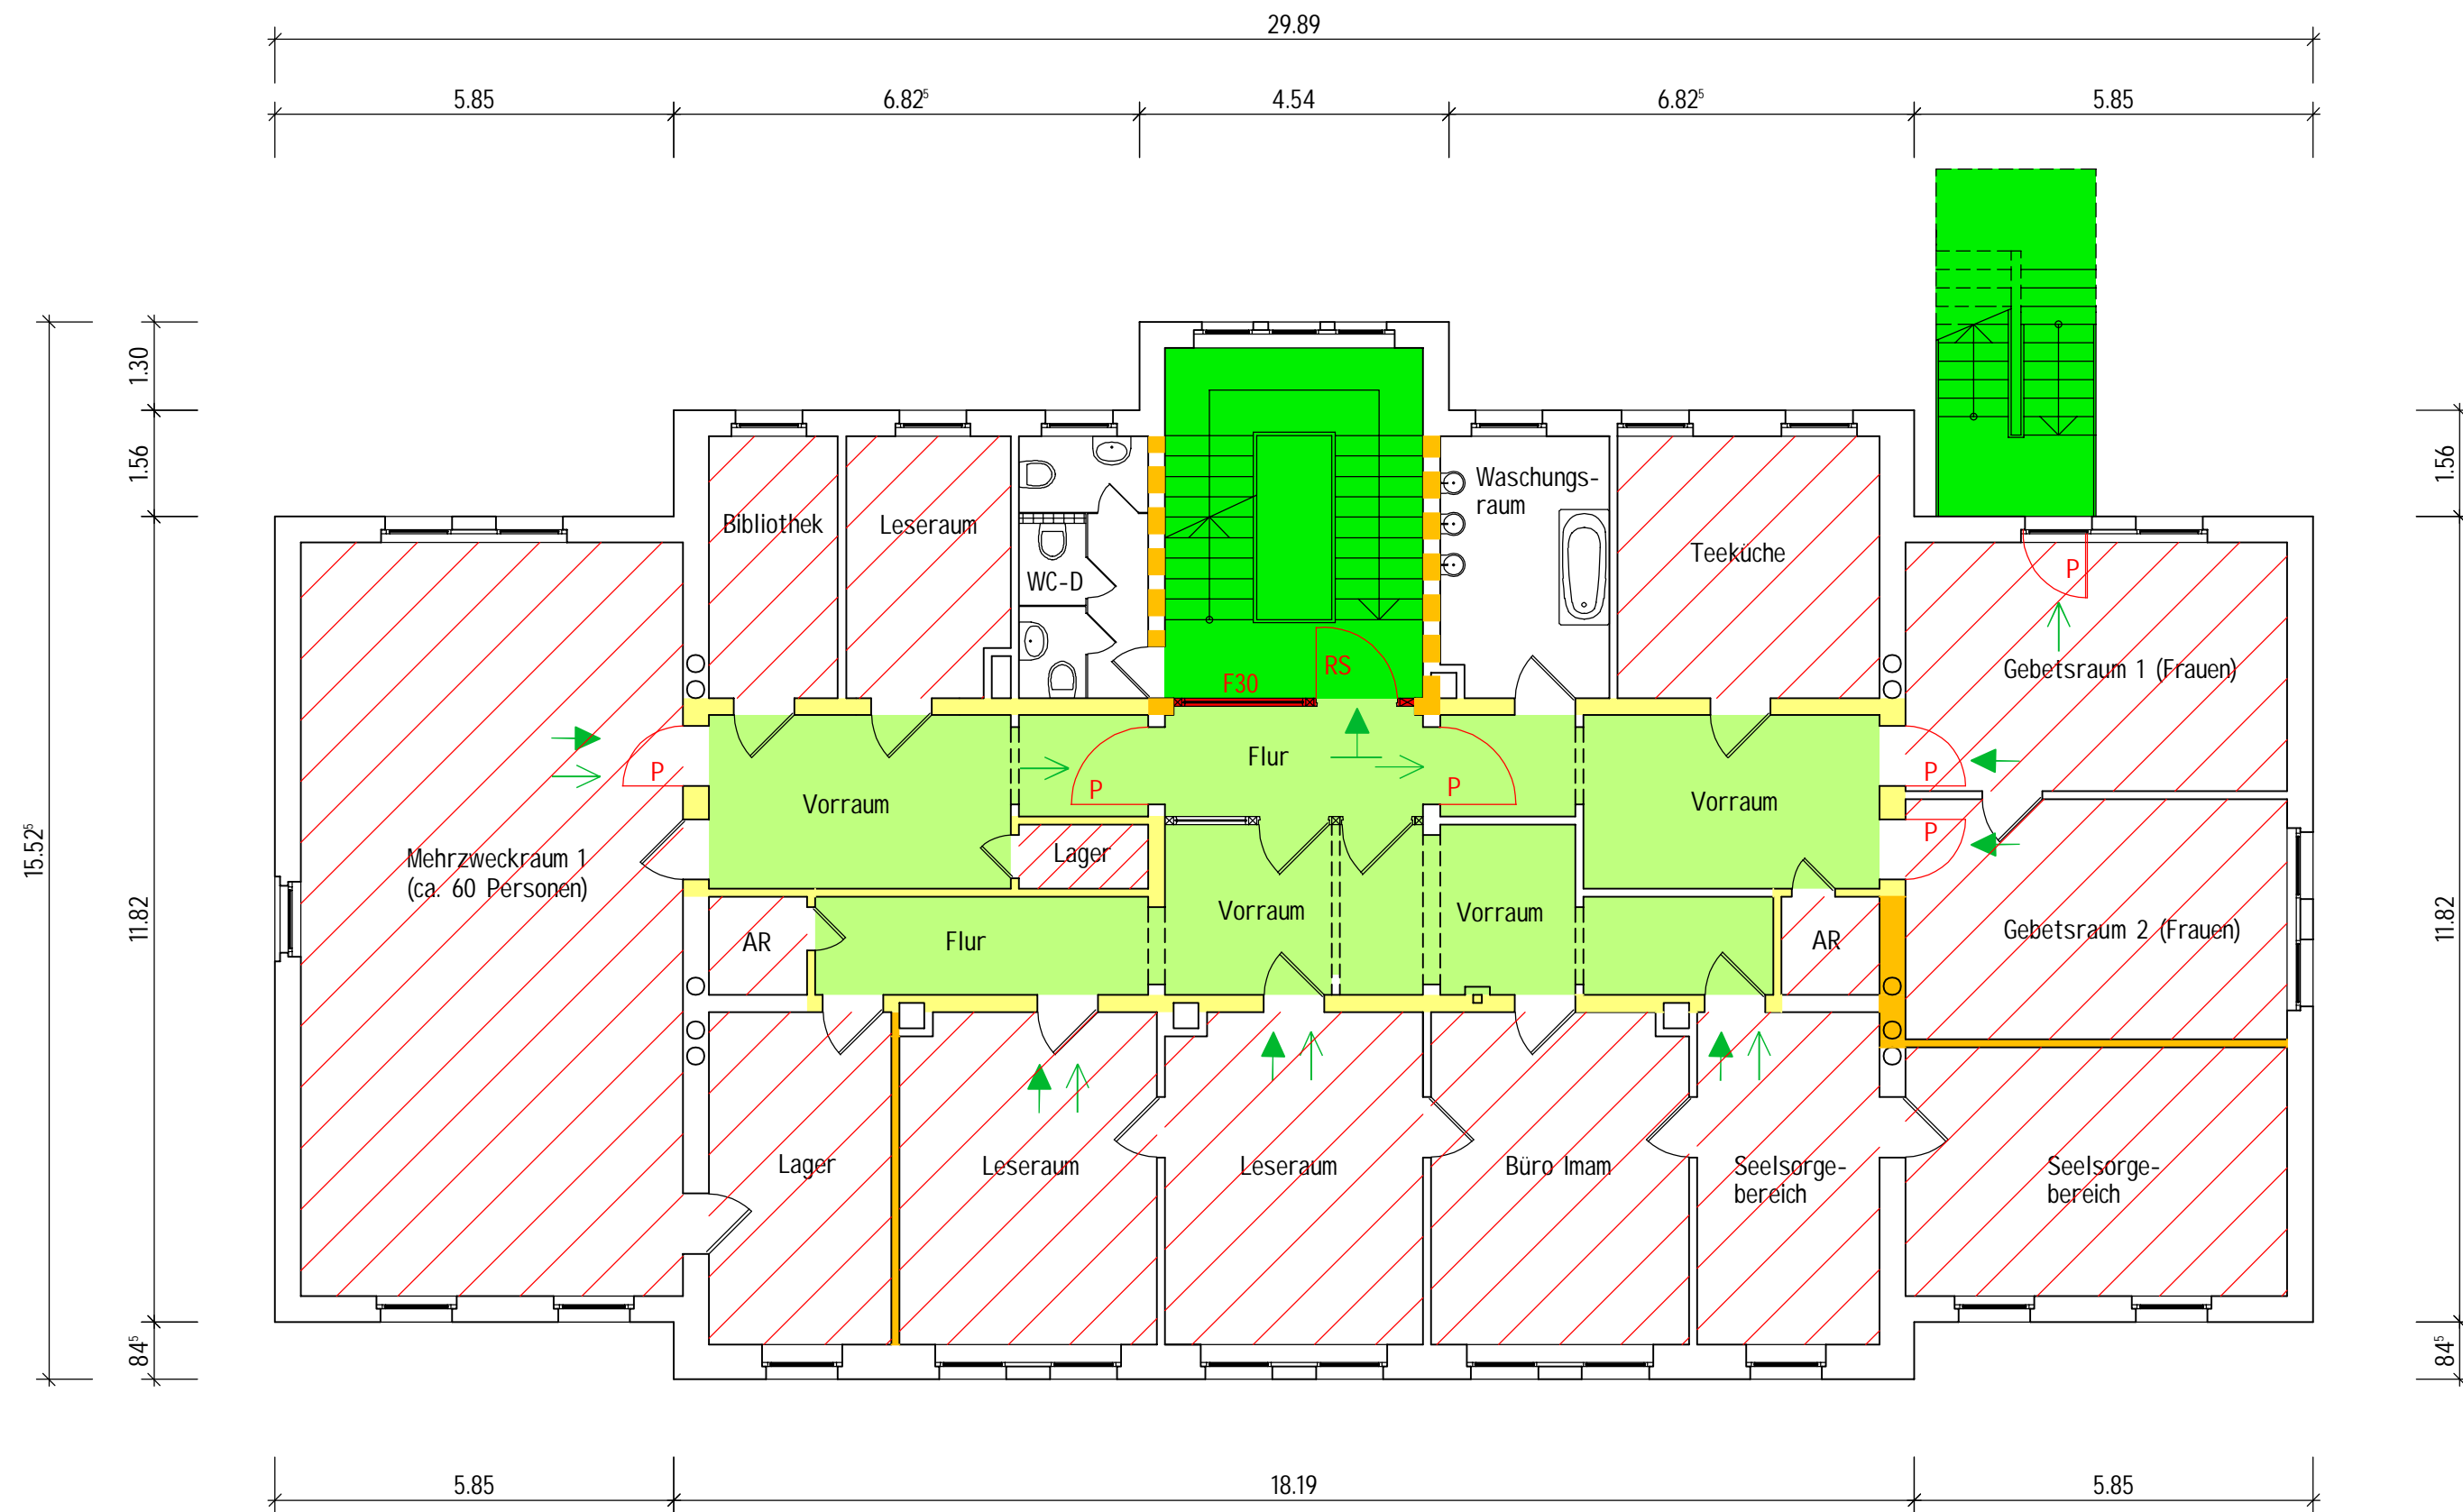 29.89
5.85
6.82⁵
4.54
6.82⁵
5.85
1.30
1.56
11.82
84⁵
15.52⁵
1.56
11.82
84⁵
Bibliothek
Leseraum
WC-D
Waschungs-
raum
Teeküche
P
Gebetsraum 1 (Frauen)
RS
F30
P
P
Flur
P
P
Vorraum
Vorraum
P
Mehrzweckraum 1
(ca. 60 Personen)
Lager
AR
Flur
Vorraum
Vorraum
AR
Gebetsraum 2 (Frauen)
Lager
Leseraum
Leseraum
Büro Imam
Seelsorge-
bereich
Seelsorge-
bereich
5.85
18.19
5.85